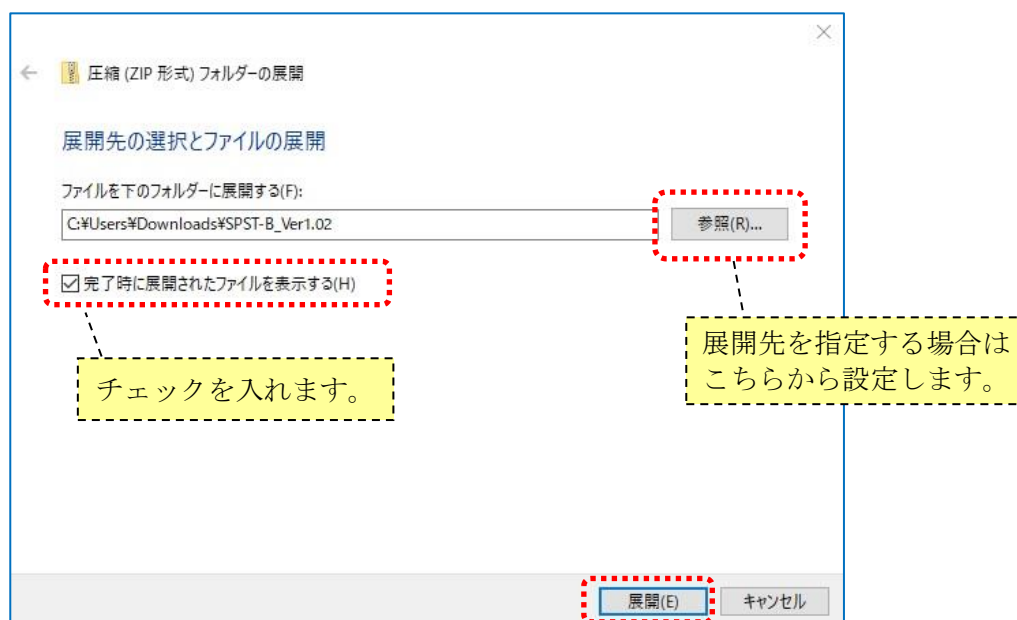 圧縮 (ZIP 形式) フォルダーの展開
展開先の選択とファイルの展開
ファイルを下のフォルダーに展開する(F):
C:¥Users¥Downloads¥SPST-B_Ver1.02
参照(R)...
完了時に展開されたファイルを表示する(H)
展開先を指定する場合は
こちらから設定します。
チェックを入れます。
展開(E)
キャンセル